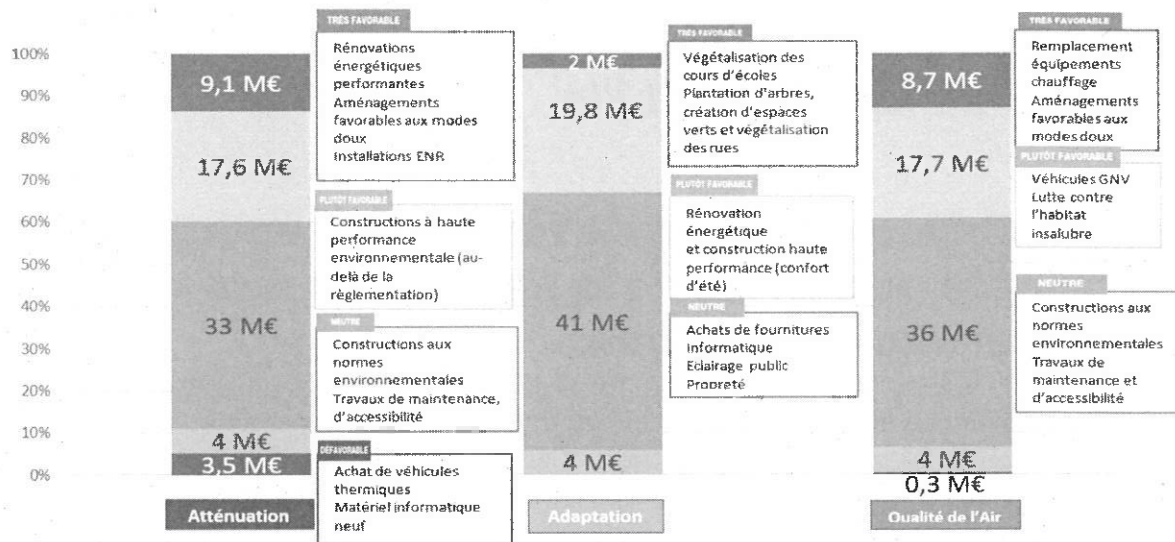 100%
90%
80%
70%
60%
50%
40%
30%
20%
10%
0%
9,1 M€
17,6 M€
33 M€
4 M€
3,5 M€
Atténuation
TRÈS FAVORABLE
Rénovations
énergétiques
performantes
Aménagements
favorables aux modes
doux
Installations ENR
PLUTÔT FAVORABLE
Constructions à haute
performance
environnementale (au-
delà de la
règlementation)
NEUTRE
Constructions aux
normes
environnementales
Travaux de maintenance,
d'accessibilité
DÉFAVORABLE
Achat de véhicules
thermiques
Matériel informatique
neuf
2 M€
19,8 M€
41 M€
4 M€
Adaptation
TRÈS FAVORABLE
Végétalisation des
cours d'écoles
Plantation d'arbres,
création d'espaces
verts et végétalisation
des rues
PLUTÔT FAVORABLE
Rénovation
énergétique
et construction haute
performance (confort
d'été)
NEUTRE
Achats de fournitures
Informatique
Eclairage public
Propreté
8,7 M€
17,7 M€
36 M€
4 M€
0,3 M€
Qualité de l'Air
TRÈS FAVORABLE
Remplacement
équipements
chauffage
Aménagements
favorables aux
modes doux
PLUTÔT FAVORABLE
Véhicules GNV
Lutte contre
l'habitat
insalubre
NEUTRE
Constructions aux
normes
environnementales
Travaux de
maintenance et
d'accessibilité